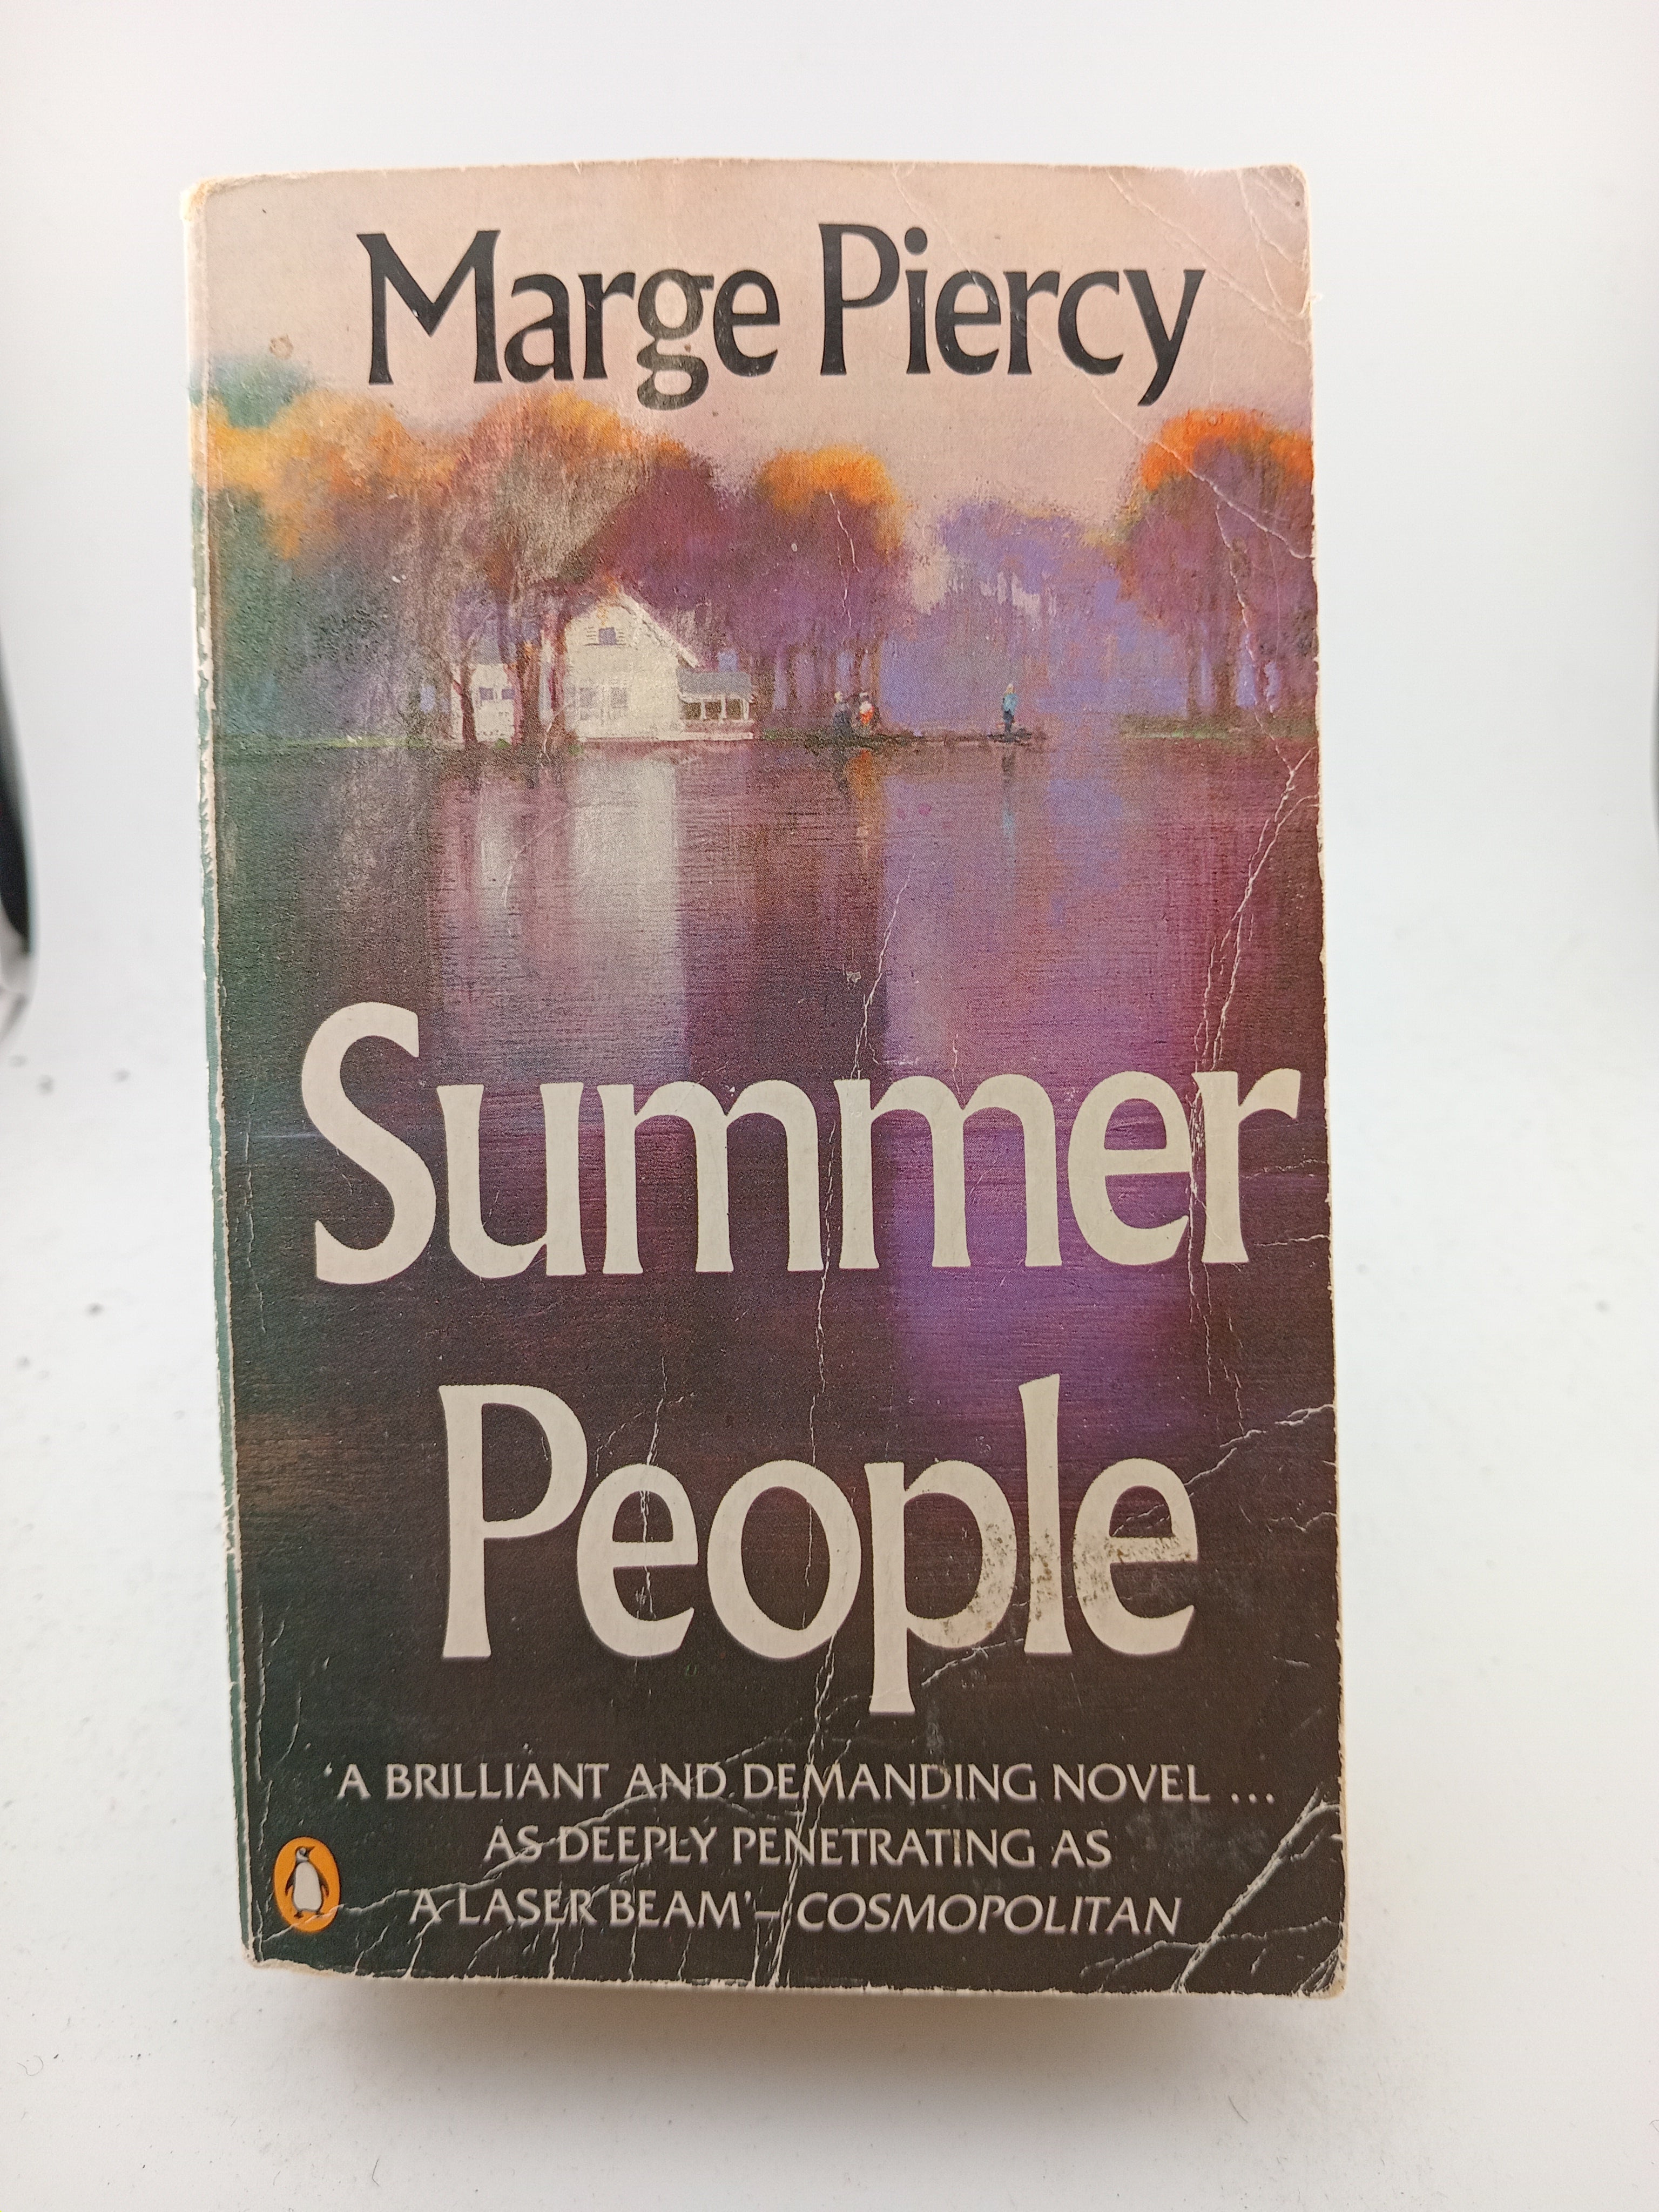 Marge Piercy
Summer
People
'A BRILLIANT AND DEMANDING NOVEL ...
AS DEEPLY PENETRATING AS
A LASER BEAM' – COSMOPOLITAN